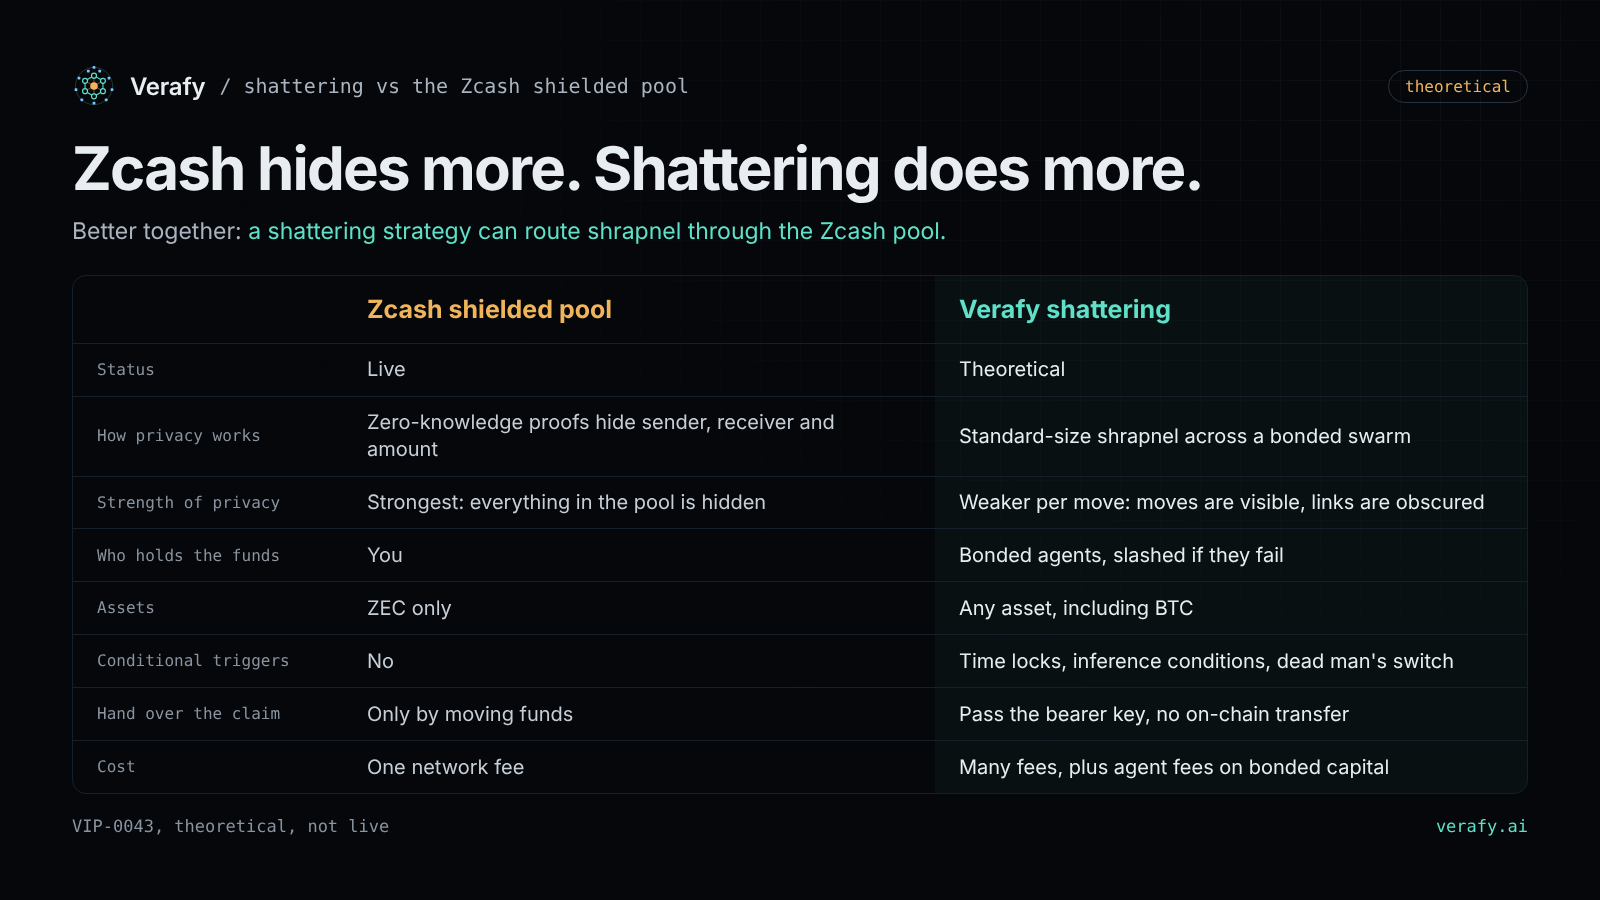 Verafy / shattering vs the Zcash shielded pool
theoretical
Zcash hides more. Shattering does more.
Better together: a shattering strategy can route shrapnel through the Zcash pool.
Zcash shielded pool
Verafy shattering
Status
Live
Theoretical
How privacy works
Zero-knowledge proofs hide sender, receiver and
amount
Standard-size shrapnel across a bonded swarm
Strength of privacy
Strongest: everything in the pool is hidden
Weaker per move: moves are visible, links are obscured
Who holds the funds
You
Bonded agents, slashed if they fail
Assets
ZEC only
Any asset, including BTC
Conditional triggers
No
Time locks, inference conditions, dead man's switch
Hand over the claim
Only by moving funds
Pass the bearer key, no on-chain transfer
Cost
One network fee
Many fees, plus agent fees on bonded capital
VIP-0043, theoretical, not live
verafy.ai